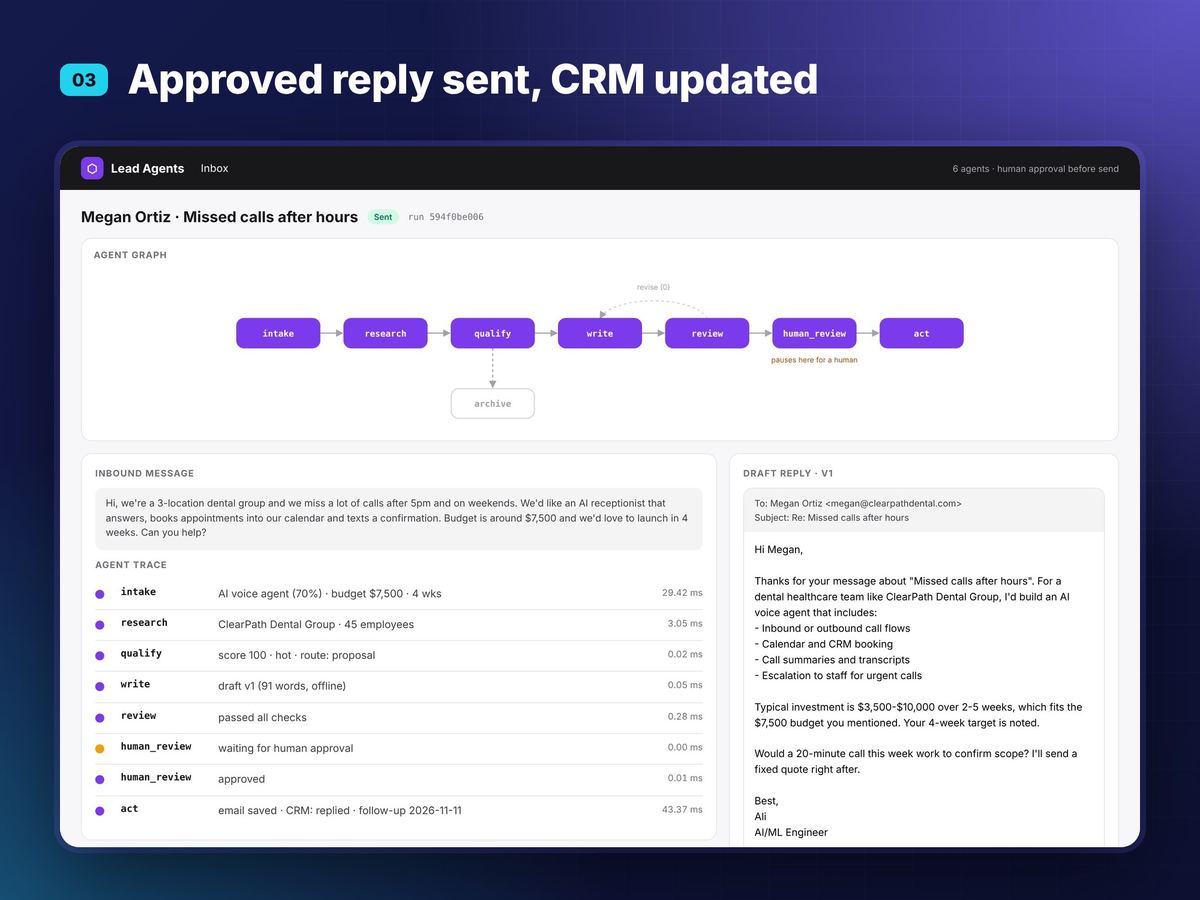 03 Approved reply sent, CRM updated
Lead Agents Inbox 6 agents · human approval before send
Megan Ortiz · Missed calls after hours Sent run 594f0be006
AGENT GRAPH
revise (0)
intake research qualify write review human_review act
pauses here for a human
archive
INBOUND MESSAGE
Hi, we're a 3-location dental group and we miss a lot of calls after 5pm and on weekends. We'd like an AI receptionist that
answers, books appointments into our calendar and texts a confirmation. Budget is around $7,500 and we'd love to launch in 4
weeks. Can you help?
AGENT TRACE
intake AI voice agent (70%) · budget $7,500 · 4 wks 29.42 ms
research ClearPath Dental Group · 45 employees 3.05 ms
qualify score 100 · hot · route: proposal 0.02 ms
write draft v1 (91 words, offline) 0.05 ms
review passed all checks 0.28 ms
human_review waiting for human approval 0.00 ms
human_review approved 0.01 ms
act email saved · CRM: replied · follow-up 2026-11-11 43.37 ms
DRAFT REPLY · V1
To: Megan Ortiz <megan@clearpathdental.com>
Subject: Re: Missed calls after hours
Hi Megan,
Thanks for your message about "Missed calls after hours". For a
dental healthcare team like ClearPath Dental Group, I'd build an AI
voice agent that includes:
- Inbound or outbound call flows
- Calendar and CRM booking
- Call summaries and transcripts
- Escalation to staff for urgent calls
Typical investment is $3,500-$10,000 over 2-5 weeks, which fits the
$7,500 budget you mentioned. Your 4-week target is noted.
Would a 20-minute call this week work to confirm scope? I'll send a
fixed quote right after.
Best,
Ali
AI/ML Engineer